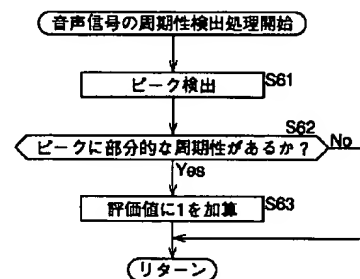 音声信号の周期性検出処理開始
ピーク検出
S61
S62
ピークに部分的な周期性があるか?
No
Yes
評価値に1を加算
S63
リターン